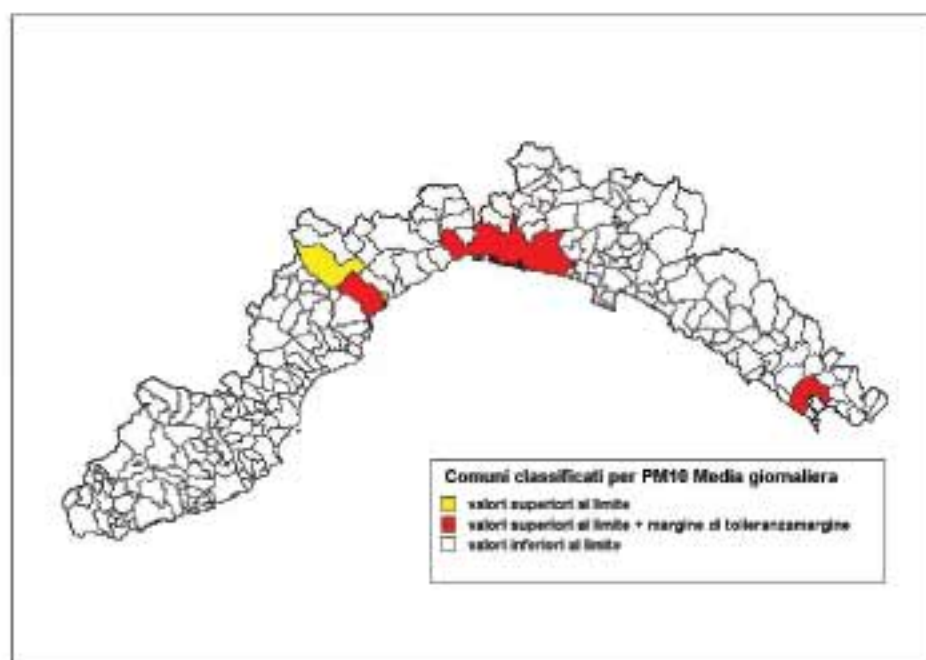 Comuni classificati per PM10 Media giornaliera
valori superiori al limite
valori superiori al limite + margine di tolleranzamargine
valori inferiori al limite